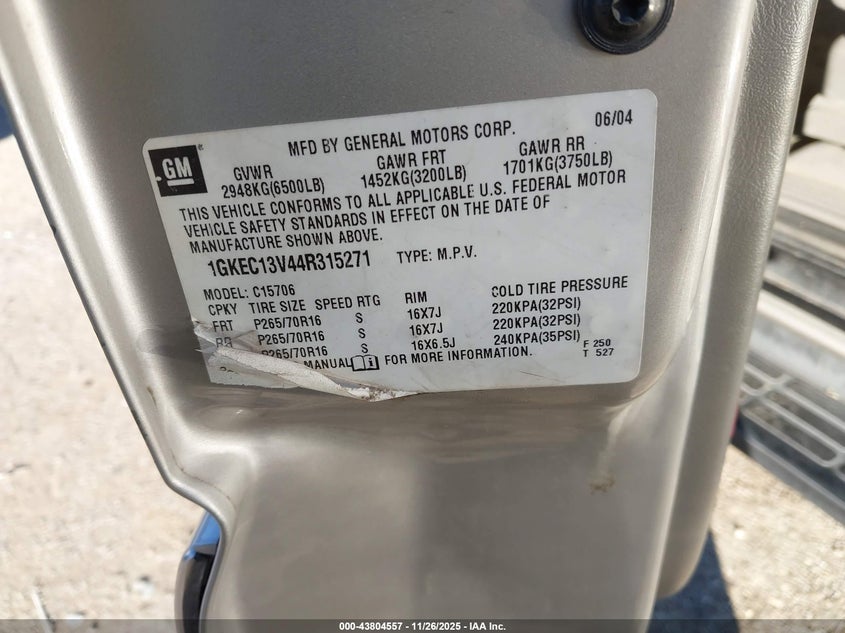 MFD BY GENERAL MOTORS CORP. 06/04
GM
GVWR GAWR FRT GAWR RR
2948KG(6500LB) 1452KG(3200LB) 1701KG(3750LB)
THIS VEHICLE CONFORMS TO ALL APPLICABLE U.S. FEDERAL MOTOR
VEHICLE SAFETY STANDARDS IN EFFECT ON THE DATE OF
MANUFACTURE SHOWN ABOVE.
1GKEC13V44R315271 TYPE: M.P.V.
MODEL: C15706
CPKY TIRE SIZE SPEED RTG RIM COLD TIRE PRESSURE
FRT P265/70R16 S 16X7J 220KPA(32PSI)
RR P265/70R16 S 16X7J 220KPA(32PSI)
P265/70R16 S 16X6.5J 240KPA(35PSI)
MANUAL FOR MORE INFORMATION.
F 250
T 527
000-43804557 - 11/26/2025 - IAA Inc.